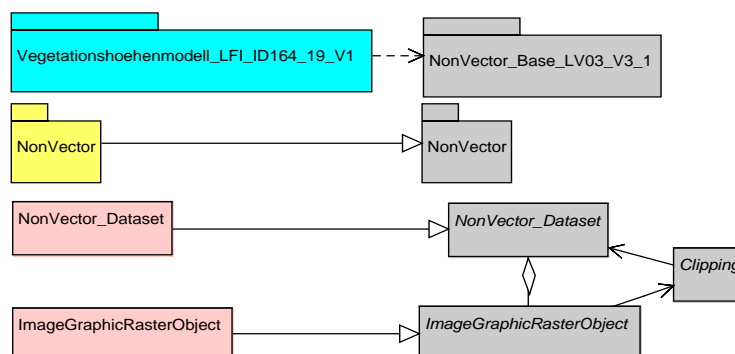 Vegetationshoehenmodell_LFI_ID164_19_V1
NonVector_Base_LV03_V3_1
NonVector
NonVector
NonVector_Dataset
NonVector_Dataset
Clipping
ImageGraphicRasterObject
ImageGraphicRasterObject